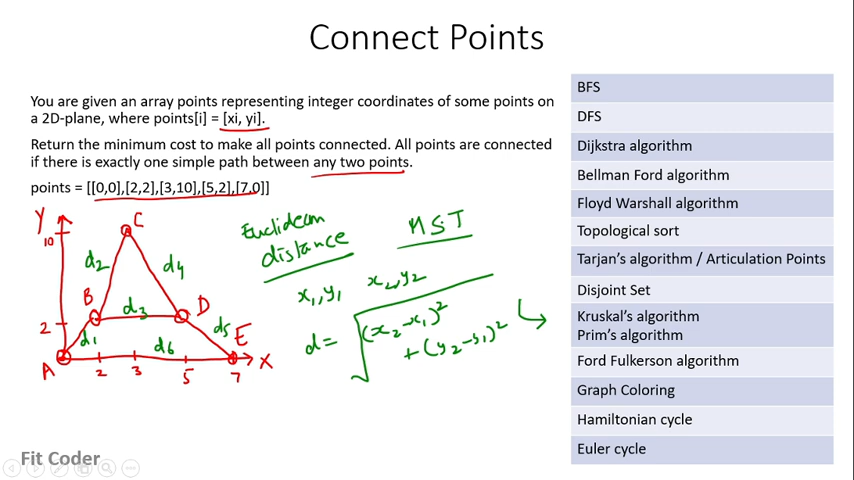 Connect Points
You are given an array points representing integer coordinates of some points on
a 2D-plane, where points[i] = [xi, yi].
Return the minimum cost to make all points connected. All points are connected
if there is exactly one simple path between any two points.
points = [[0,0],[2,2],[3,10],[5,2],[7,0]]
Y
10
C
d2
d4
B
d3
D
2
d1
d5
E
A
d6
2
3
5
7
X
Euclidean
distance
MST
x1,y1 x2,y2
d = √(x2-x1)²
+(y2-y1)²
BFS
DFS
Dijkstra algorithm
Bellman Ford algorithm
Floyd Warshall algorithm
Topological sort
Tarjan's algorithm / Articulation Points
Disjoint Set
Kruskal's algorithm
Prim's algorithm
Ford Fulkerson algorithm
Graph Coloring
Hamiltonian cycle
Euler cycle
Fit Coder